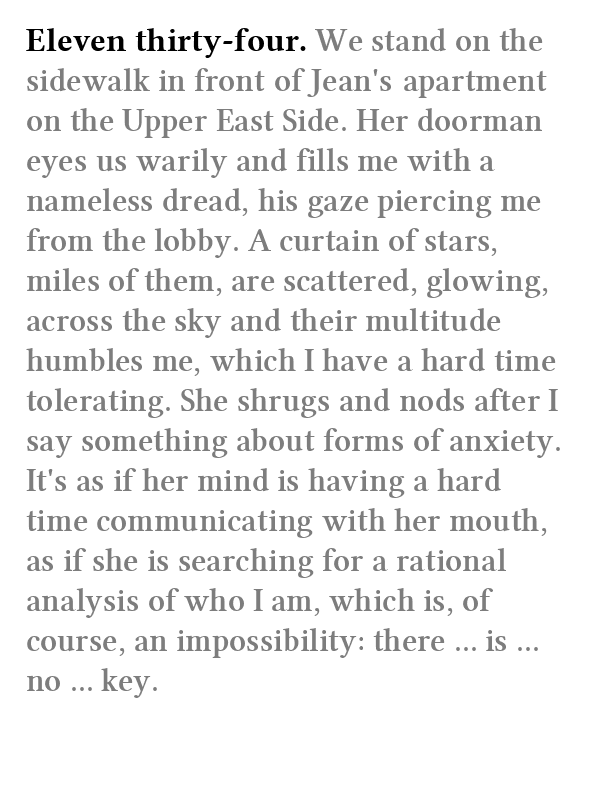 Eleven thirty-four. We stand on the
sidewalk in front of Jean's apartment
on the Upper East Side. Her doorman
eyes us warily and fills me with a
nameless dread, his gaze piercing me
from the lobby. A curtain of stars,
miles of them, are scattered, glowing,
across the sky and their multitude
humbles me, which I have a hard time
tolerating. She shrugs and nods after I
say something about forms of anxiety.
It's as if her mind is having a hard
time communicating with her mouth,
as if she is searching for a rational
analysis of who I am, which is, of
course, an impossibility: there ... is ...
no ... key.